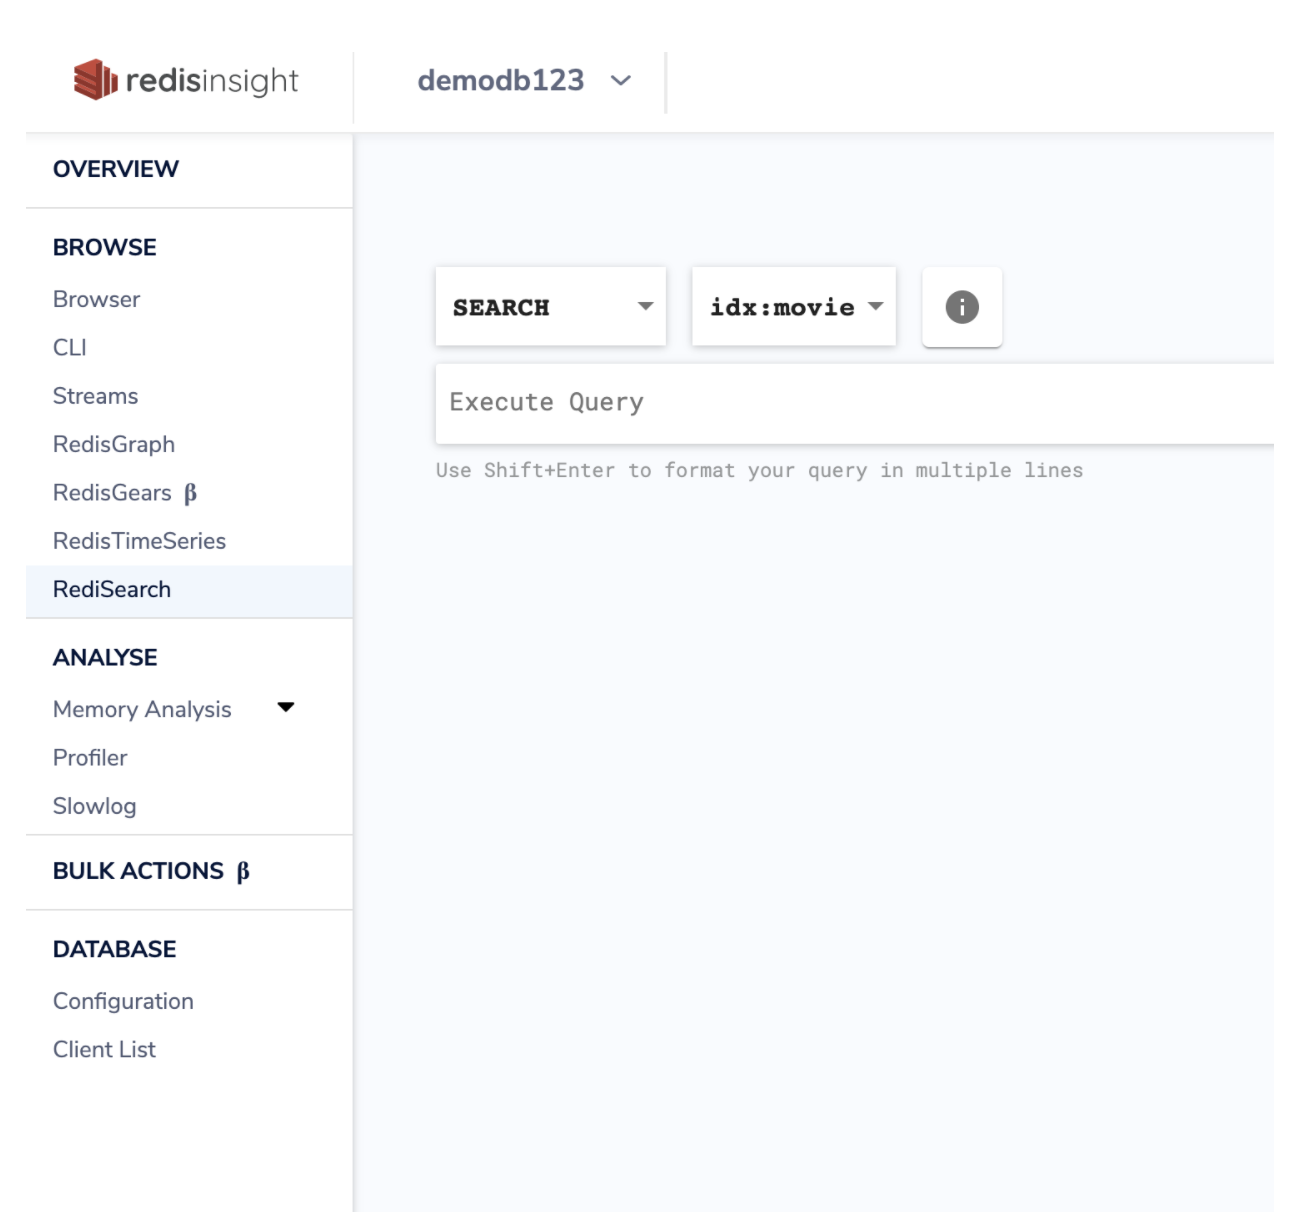 redisinsight
demodb123
OVERVIEW
BROWSE
Browser
CLI
Streams
RedisGraph
RedisGears β
RedisTimeSeries
RediSearch
ANALYSE
Memory Analysis
Profiler
Slowlog
BULK ACTIONS β
DATABASE
Configuration
Client List
SEARCH
idx:movie
Execute Query
Use Shift+Enter to format your query in multiple lines